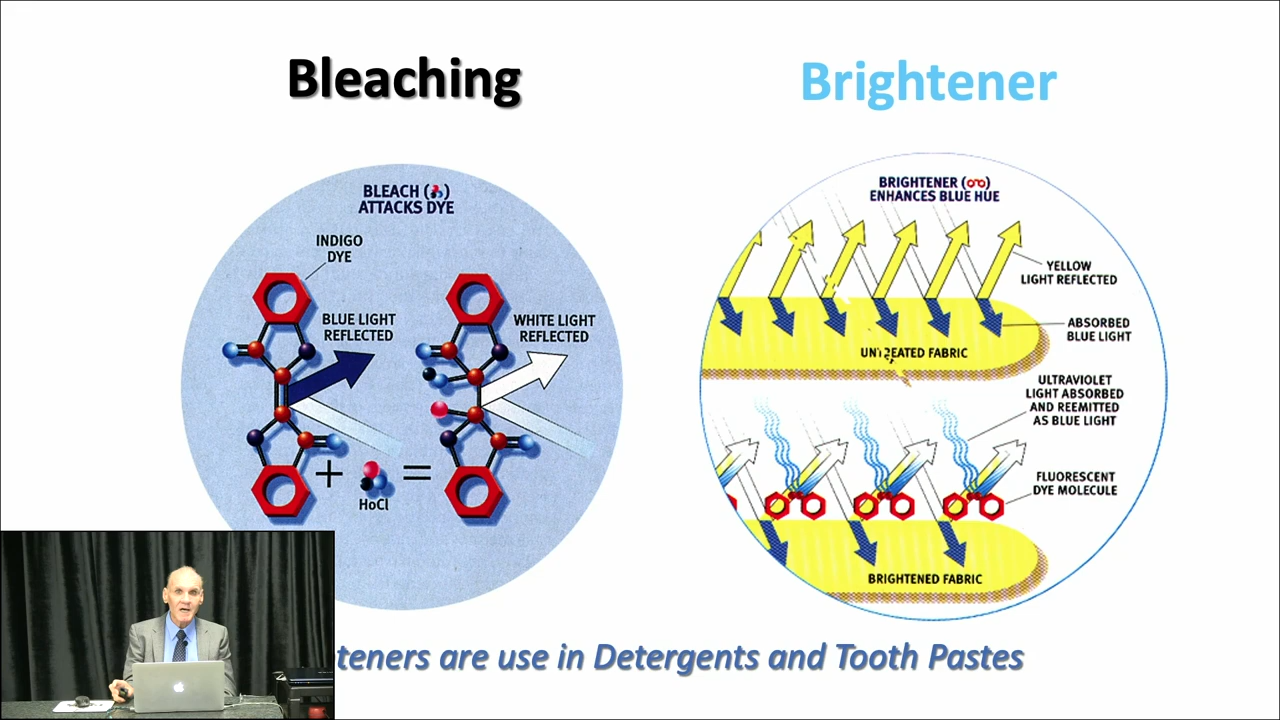 Bleaching
Brightener
BLEACH ( )
ATTACKS DYE
INDIGO
DYE
BLUE LIGHT
REFLECTED
WHITE LIGHT
REFLECTED
+
=
HoCl
BRIGHTENER ( )
ENHANCES BLUE HUE
YELLOW
LIGHT REFLECTED
ABSORBED
BLUE LIGHT
UNTREATED FABRIC
ULTRAVIOLET
LIGHT ABSORBED
AND REEMITTED
AS BLUE LIGHT
FLUORESCENT
DYE MOLECULE
BRIGHTENED FABRIC
teners are use in Detergents and Tooth Pastes